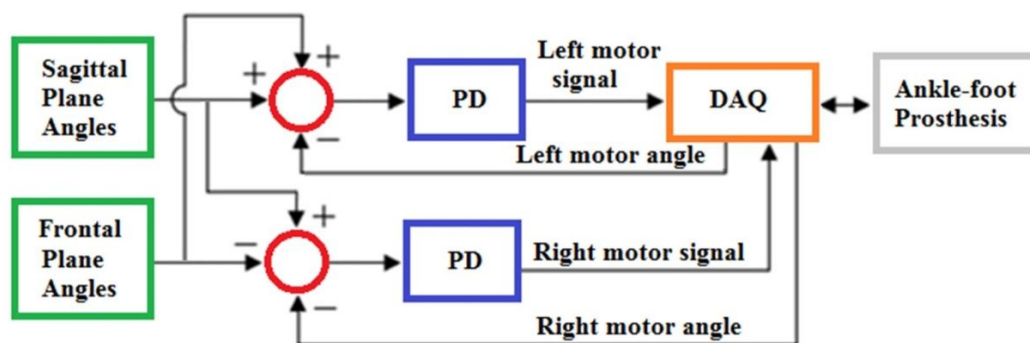 Sagittal
Plane
Angles
+
+
−
PD
Left motor
signal
Left motor angle
DAQ
Ankle-foot
Prosthesis
Frontal
Plane
Angles
+
−
−
PD
Right motor signal
Right motor angle